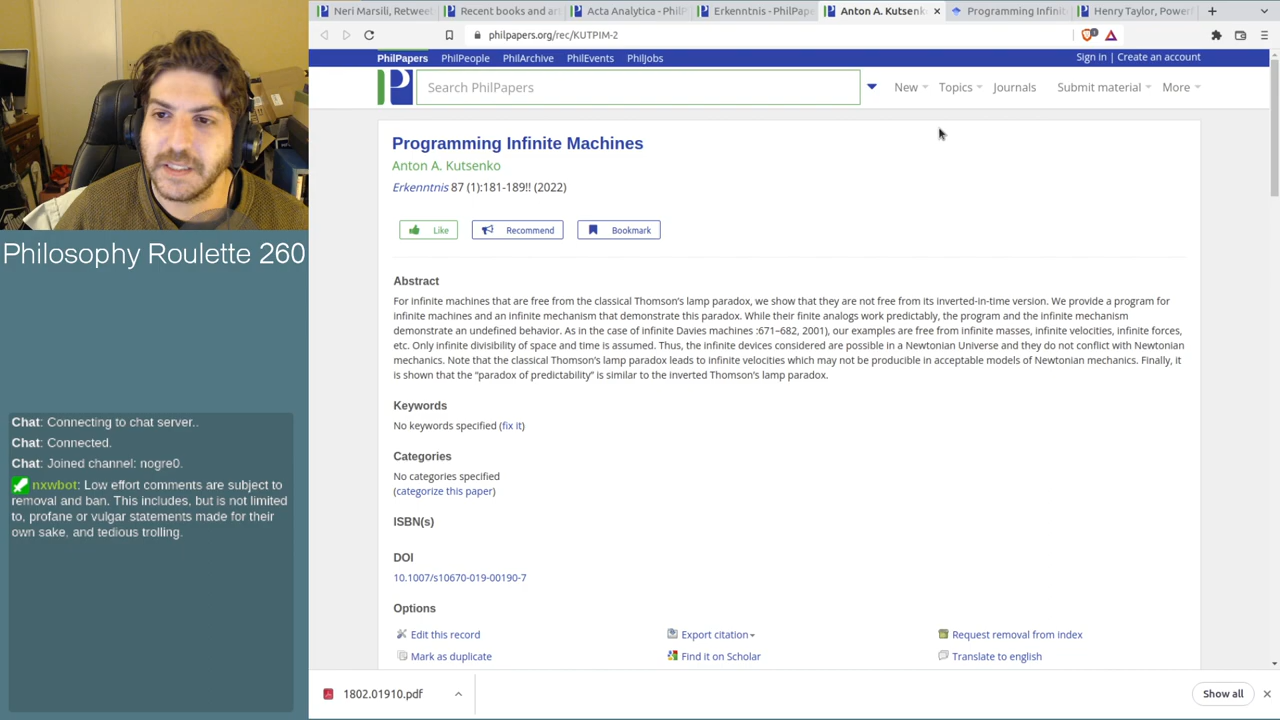 Neri Marsili, Retweet
Recent books and ar
Acta Analytica - Phil
Erkenntnis - PhilPape
Anton A. Kutsenk
Programming Infinit
Henry Taylor, Power
philpapers.org/rec/KUTPIM-2
PhilPapers PhilPeople PhilArchive PhilEvents PhilJobs
Sign in | Create an account
Search PhilPapers
New Topics Journals Submit material More
Programming Infinite Machines
Anton A. Kutsenko
Erkenntnis 87 (1):181-189!! (2022)
Like Recommend Bookmark
Abstract
For infinite machines that are free from the classical Thomson's lamp paradox, we show that they are not free from its inverted-in-time version. We provide a program for
infinite machines and an infinite mechanism that demonstrate this paradox. While their finite analogs work predictably, the program and the infinite mechanism
demonstrate an undefined behavior. As in the case of infinite Davies machines :671–682, 2001), our examples are free from infinite masses, infinite velocities, infinite forces,
etc. Only infinite divisibility of space and time is assumed. Thus, the infinite devices considered are possible in a Newtonian Universe and they do not conflict with Newtonian
mechanics. Note that the classical Thomson's lamp paradox leads to infinite velocities which may not be producible in acceptable models of Newtonian mechanics. Finally, it
is shown that the “paradox of predictability” is similar to the inverted Thomson's lamp paradox.
Keywords
No keywords specified (fix it)
Categories
No categories specified
(categorize this paper)
ISBN(s)
DOI
10.1007/s10670-019-00190-7
Options
Edit this record
Export citation
Request removal from index
Mark as duplicate
Find it on Scholar
Translate to english
1802.01910.pdf
Show all
Philosophy Roulette 260
Chat: Connecting to chat server..
Chat: Connected.
Chat: Joined channel: nogre0.
nxwbot: Low effort comments are subject to
removal and ban. This includes, but is not limited
to, profane or vulgar statements made for their
own sake, and tedious trolling.